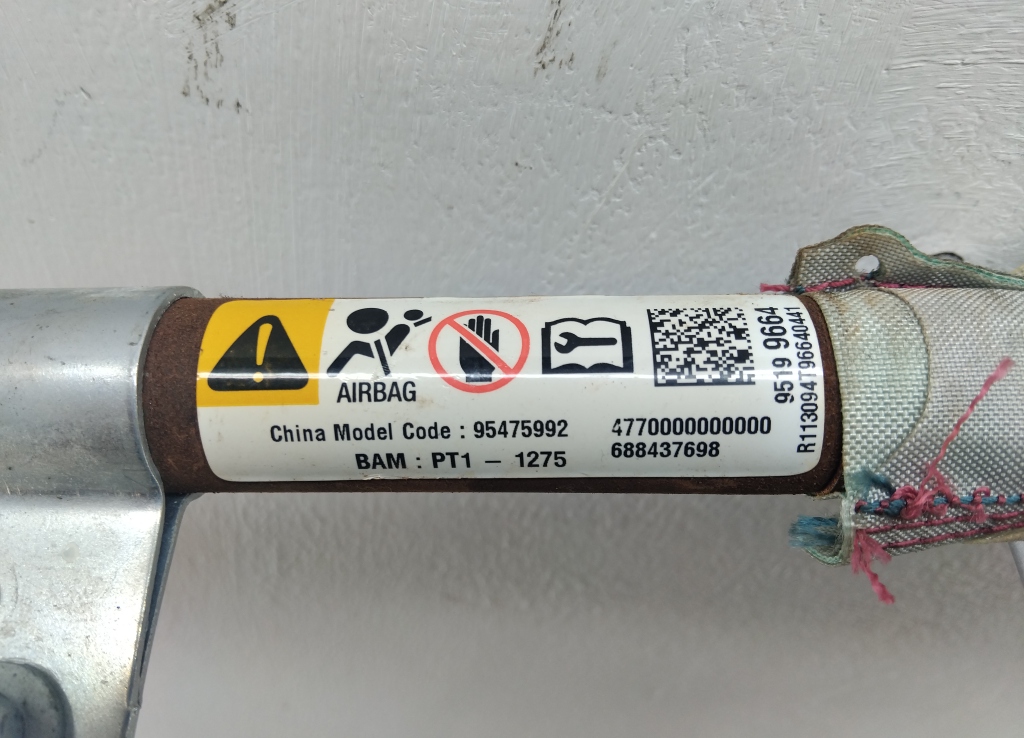 AIRBAG
China Model Code : 95475992
BAM : PT1 – 1275
4770000000000
688437698
9519 9664
R113094T96640441